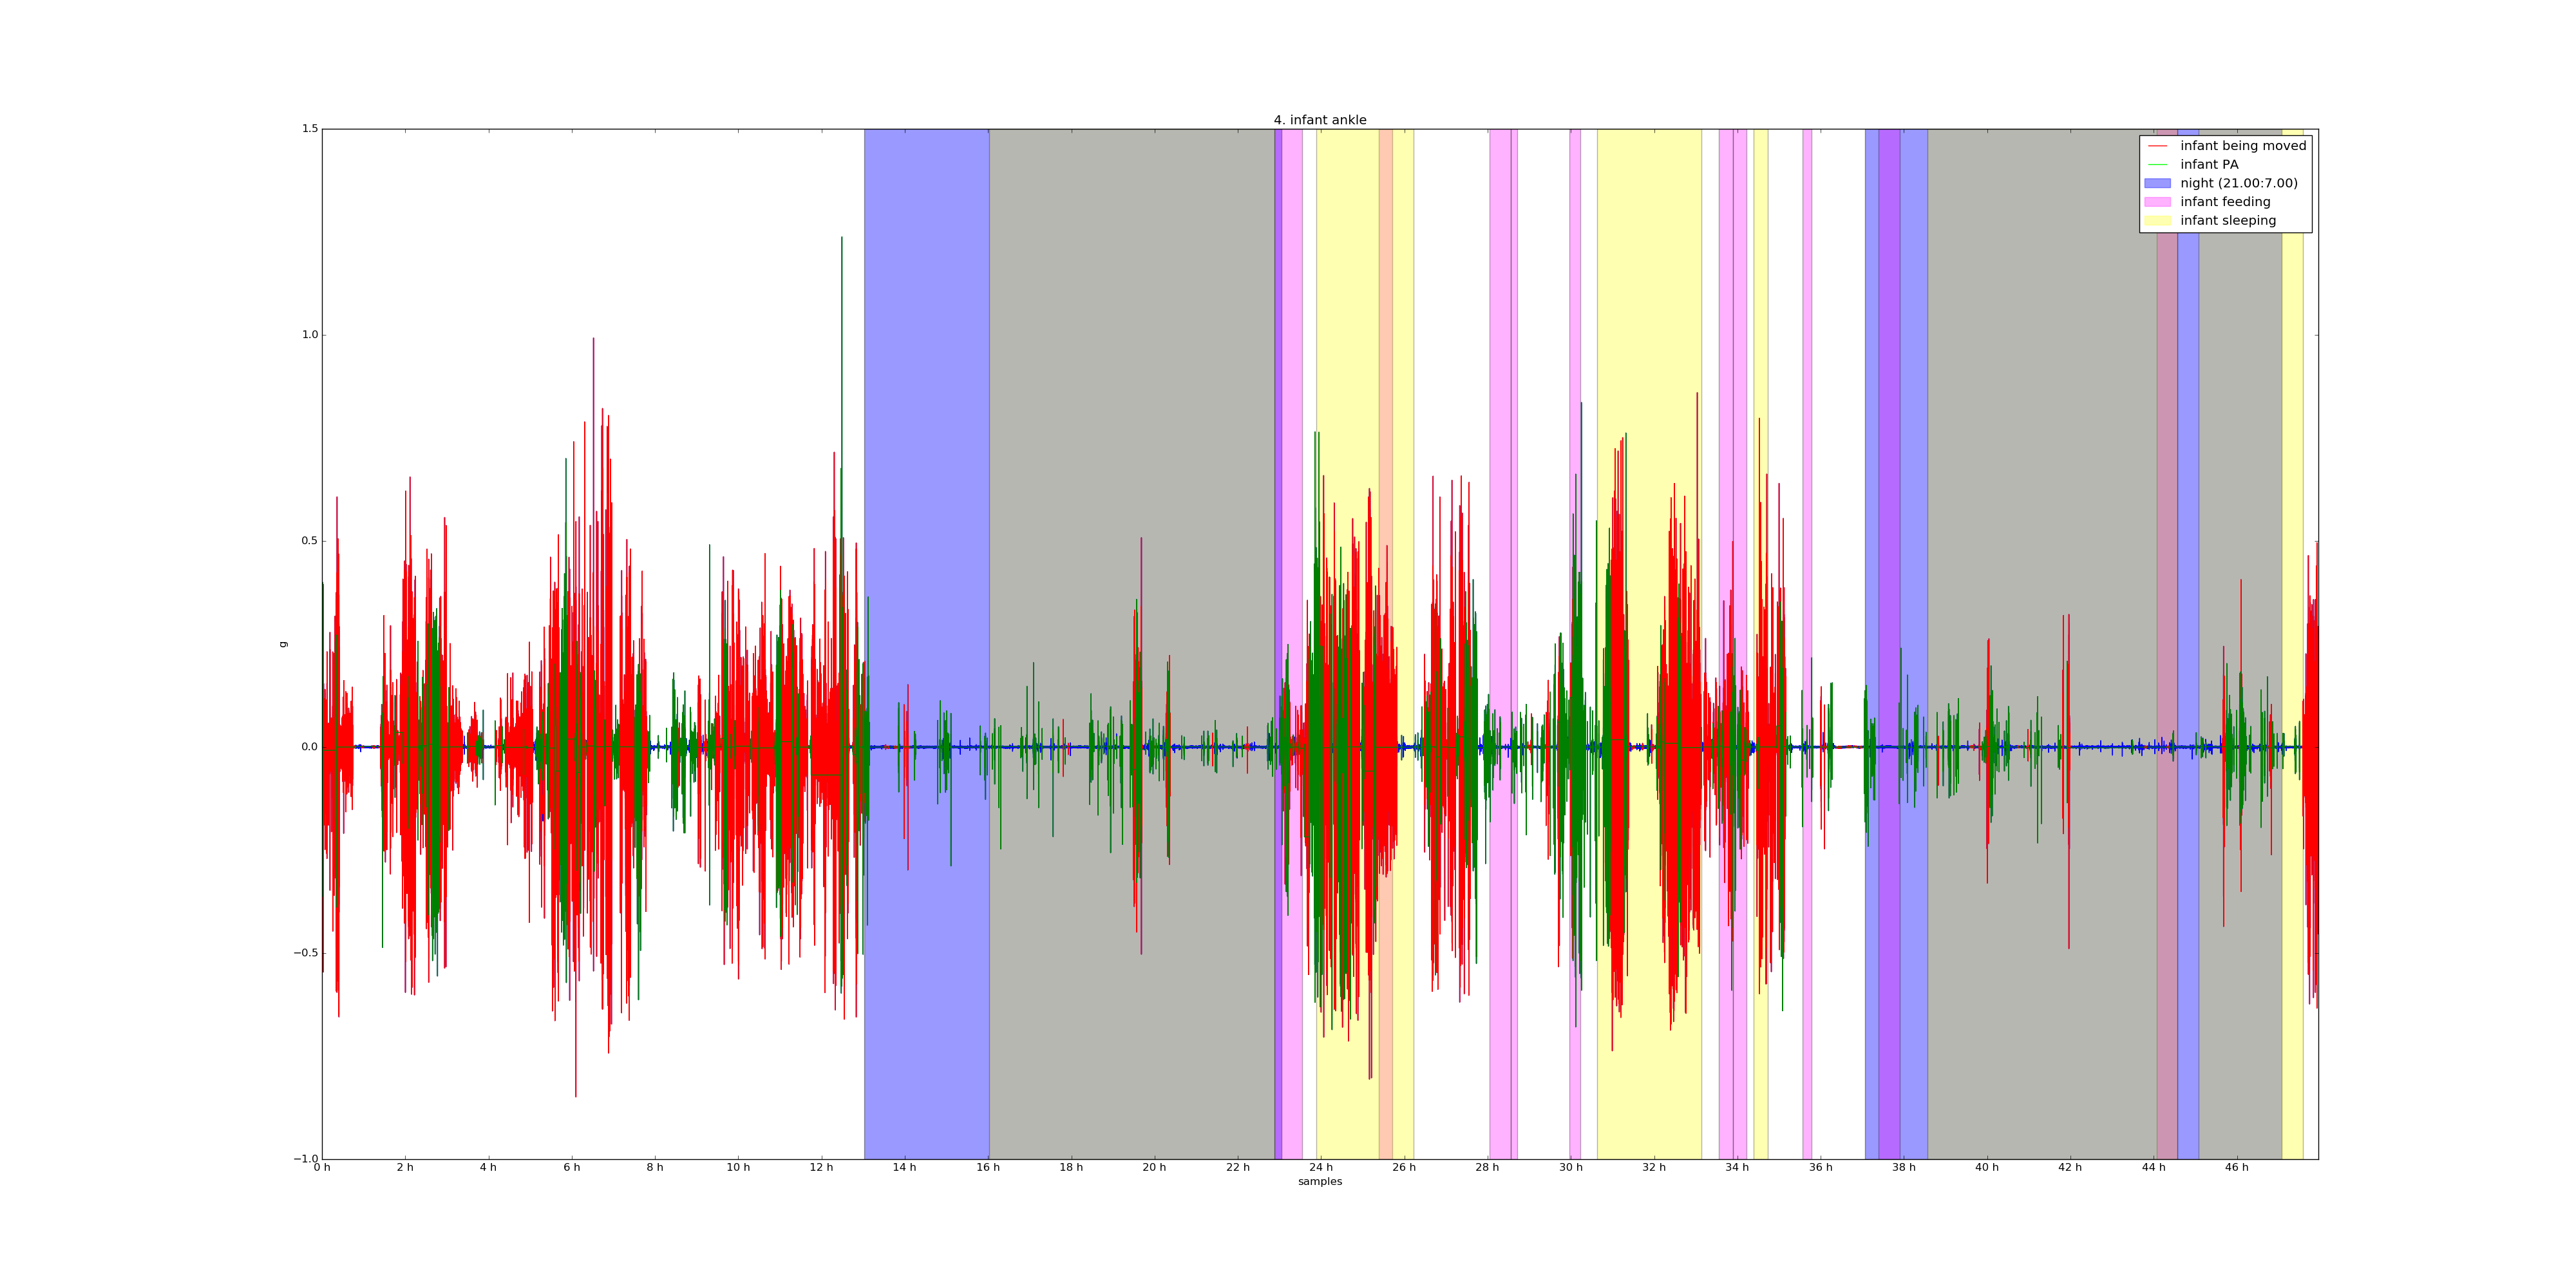 4. infant ankle
1.5
1.0
0.5
0.0
−0.5
−1.0
g
infant being moved
infant PA
night (21.00:7.00)
infant feeding
infant sleeping
0 h 2 h 4 h 6 h 8 h 10 h 12 h 14 h 16 h 18 h 20 h 22 h 24 h 26 h 28 h 30 h 32 h 34 h 36 h 38 h 40 h 42 h 44 h 46 h
samples